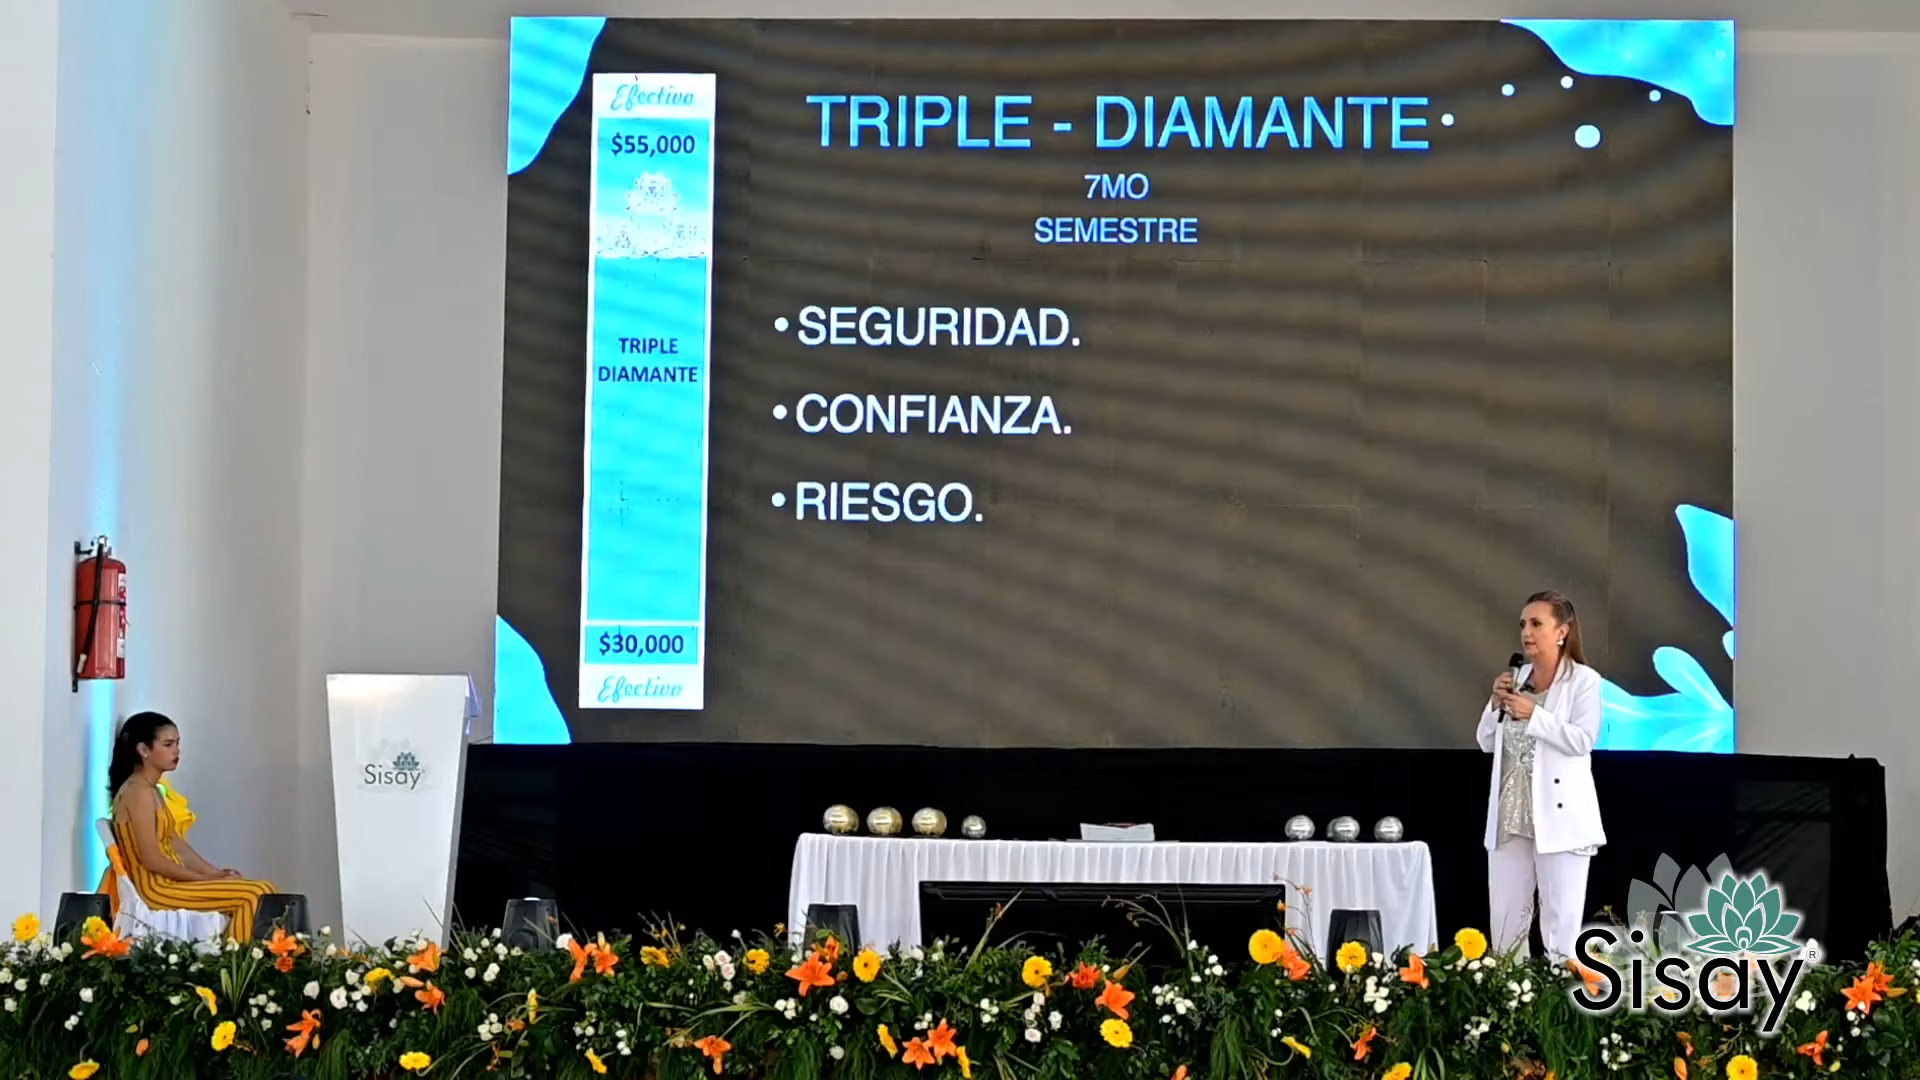 Efectivo
$55,000
TRIPLE
DIAMANTE
$30,000
Efectivo
TRIPLE - DIAMANTE
7MO
SEMESTRE
• SEGURIDAD.
• CONFIANZA.
• RIESGO.
Sisay
Sisay®